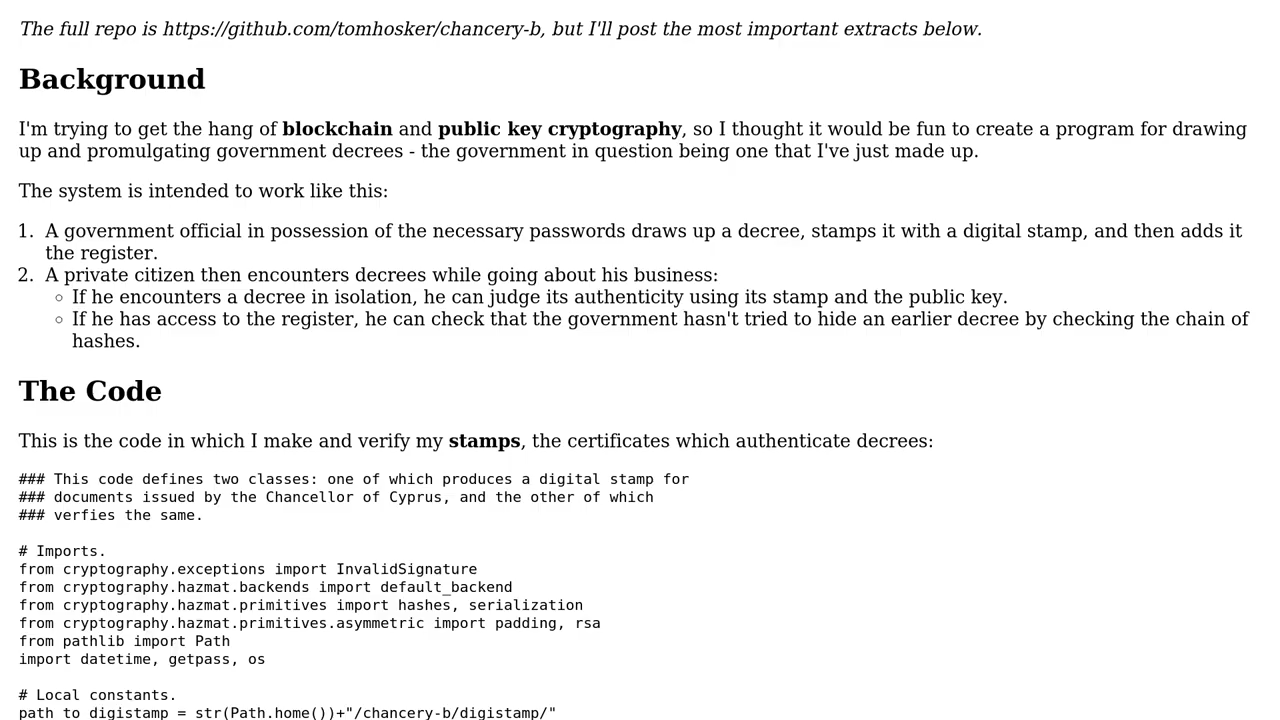 The full repo is https://github.com/tomhosker/chancery-b, but I'll post the most important extracts below.
Background
I'm trying to get the hang of blockchain and public key cryptography, so I thought it would be fun to create a program for drawing
up and promulgating government decrees - the government in question being one that I've just made up.
The system is intended to work like this:
1. A government official in possession of the necessary passwords draws up a decree, stamps it with a digital stamp, and then adds it
the register.
2. A private citizen then encounters decrees while going about his business:
◦ If he encounters a decree in isolation, he can judge its authenticity using its stamp and the public key.
◦ If he has access to the register, he can check that the government hasn't tried to hide an earlier decree by checking the chain of
hashes.
The Code
This is the code in which I make and verify my stamps, the certificates which authenticate decrees:
### This code defines two classes: one of which produces a digital stamp for
### documents issued by the Chancellor of Cyprus, and the other of which
### verfies the same.
# Imports.
from cryptography.exceptions import InvalidSignature
from cryptography.hazmat.backends import default_backend
from cryptography.hazmat.primitives import hashes, serialization
from cryptography.hazmat.primitives.asymmetric import padding, rsa
from pathlib import Path
import datetime, getpass, os
# Local constants.
path_to_digistamp = str(Path.home())+"/chancery-b/digistamp/"